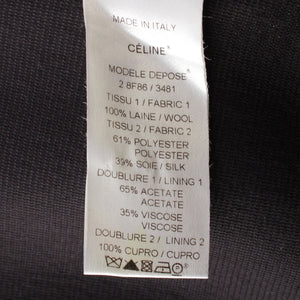 MADE IN ITALY
CÉLINE®
MODELE DEPOSE®
2 8F86 / 3481
TISSU 1 / FABRIC 1
100% LAINE / WOOL
TISSU 2 / FABRIC 2
61% POLYESTER
POLYESTER
39% SOIE / SILK
DOUBLURE 1 / LINING 1
65% ACETATE
ACETATE
35% VISCOSE
VISCOSE
DOUBLURE 2 / LINING 2
100% CUPRO / CUPRO